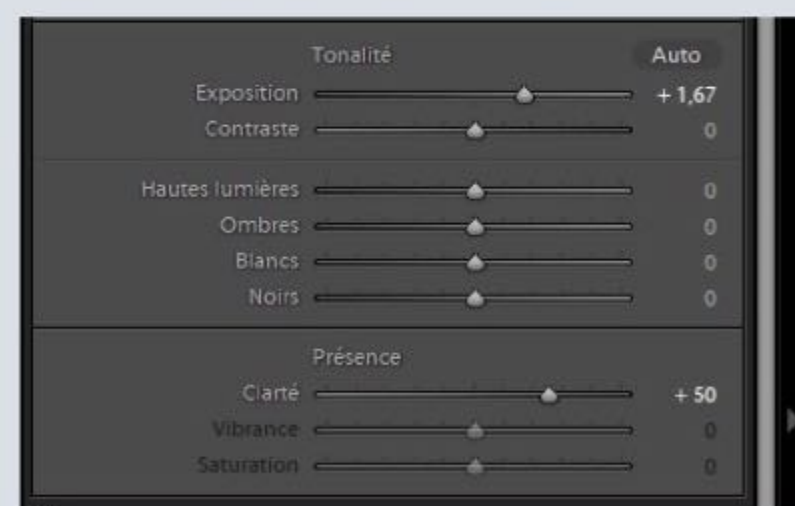 Tonalité Auto
Exposition + 1,67
Contraste 0
Hautes lumières 0
Ombres 0
Blancs 0
Noirs 0
Présence
Clarté + 50
Vibrance 0
Saturation 0